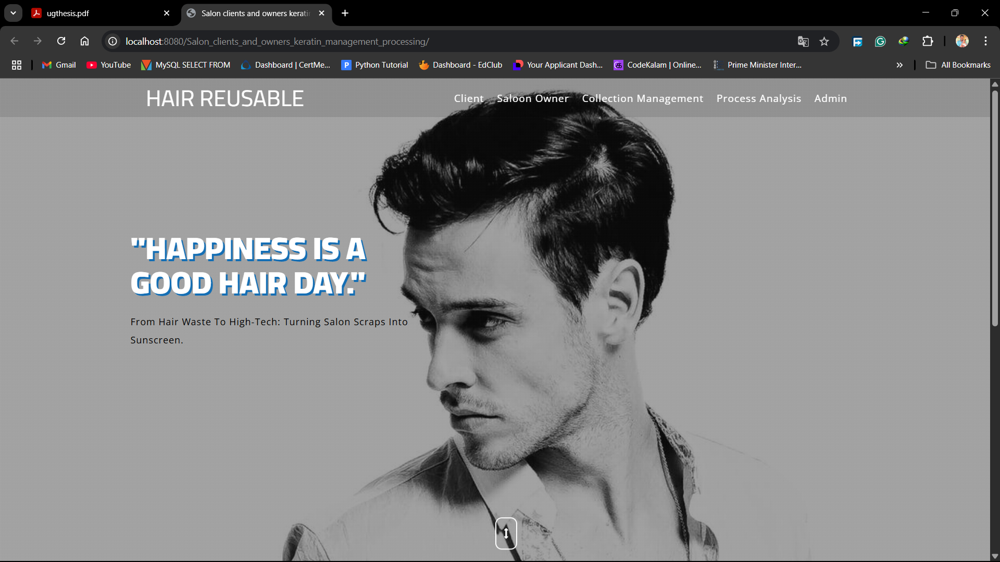 ugthesis.pdf
Salon clients and owners kerati
localhost:8080/Salon_clients_and_owners_keratin_management_processing/
Gmail
YouTube
MySQL SELECT FROM
Dashboard | CertMe...
Python Tutorial
Dashboard - EdClub
Your Applicant Dash...
CodeKalam | Online...
Prime Minister Inter...
All Bookmarks
HAIR REUSABLE
Client
Saloon Owner
Collection Management
Process Analysis
Admin
"HAPPINESS IS A
GOOD HAIR DAY."
From Hair Waste To High-Tech: Turning Salon Scraps Into
Sunscreen.